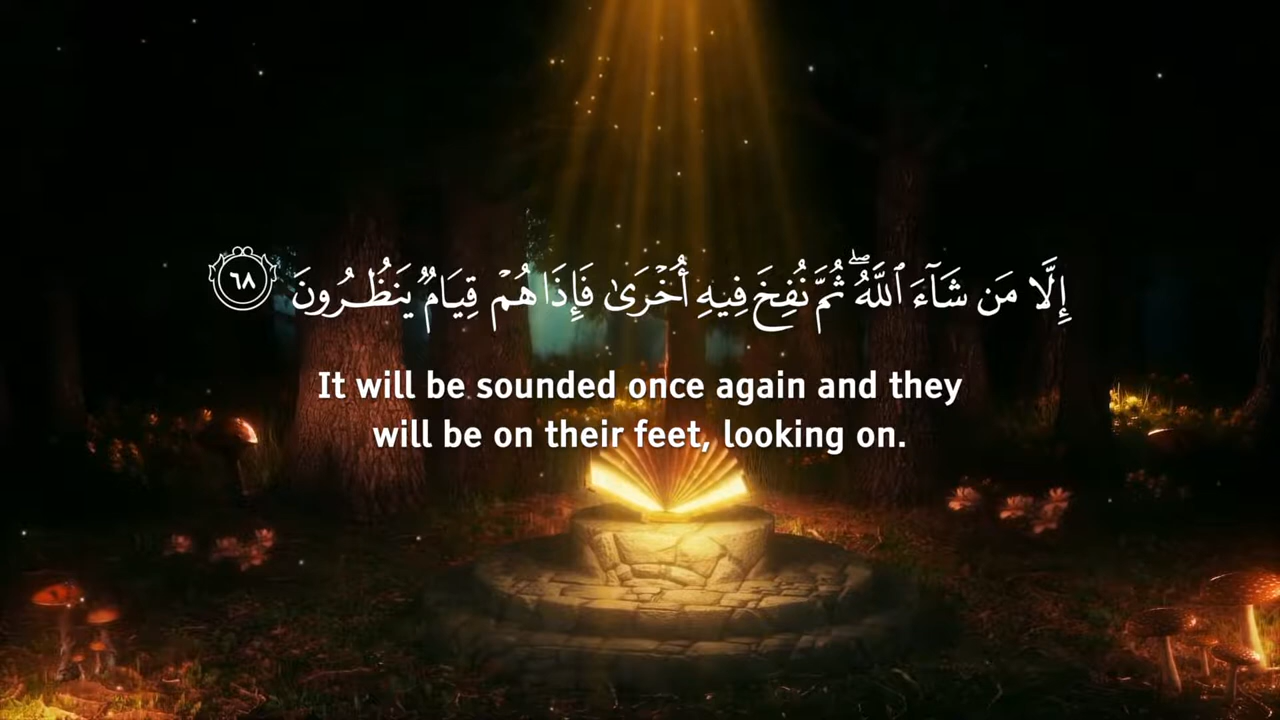 إِلَّا مَن شَآءَ ٱللَّهُ ۖ ثُمَّ نُفِخَ فِيهِ أُخْرَىٰ فَإِذَا هُمْ قِيَامٌ يَنظُرُونَ ٦٨
It will be sounded once again and they
will be on their feet, looking on.